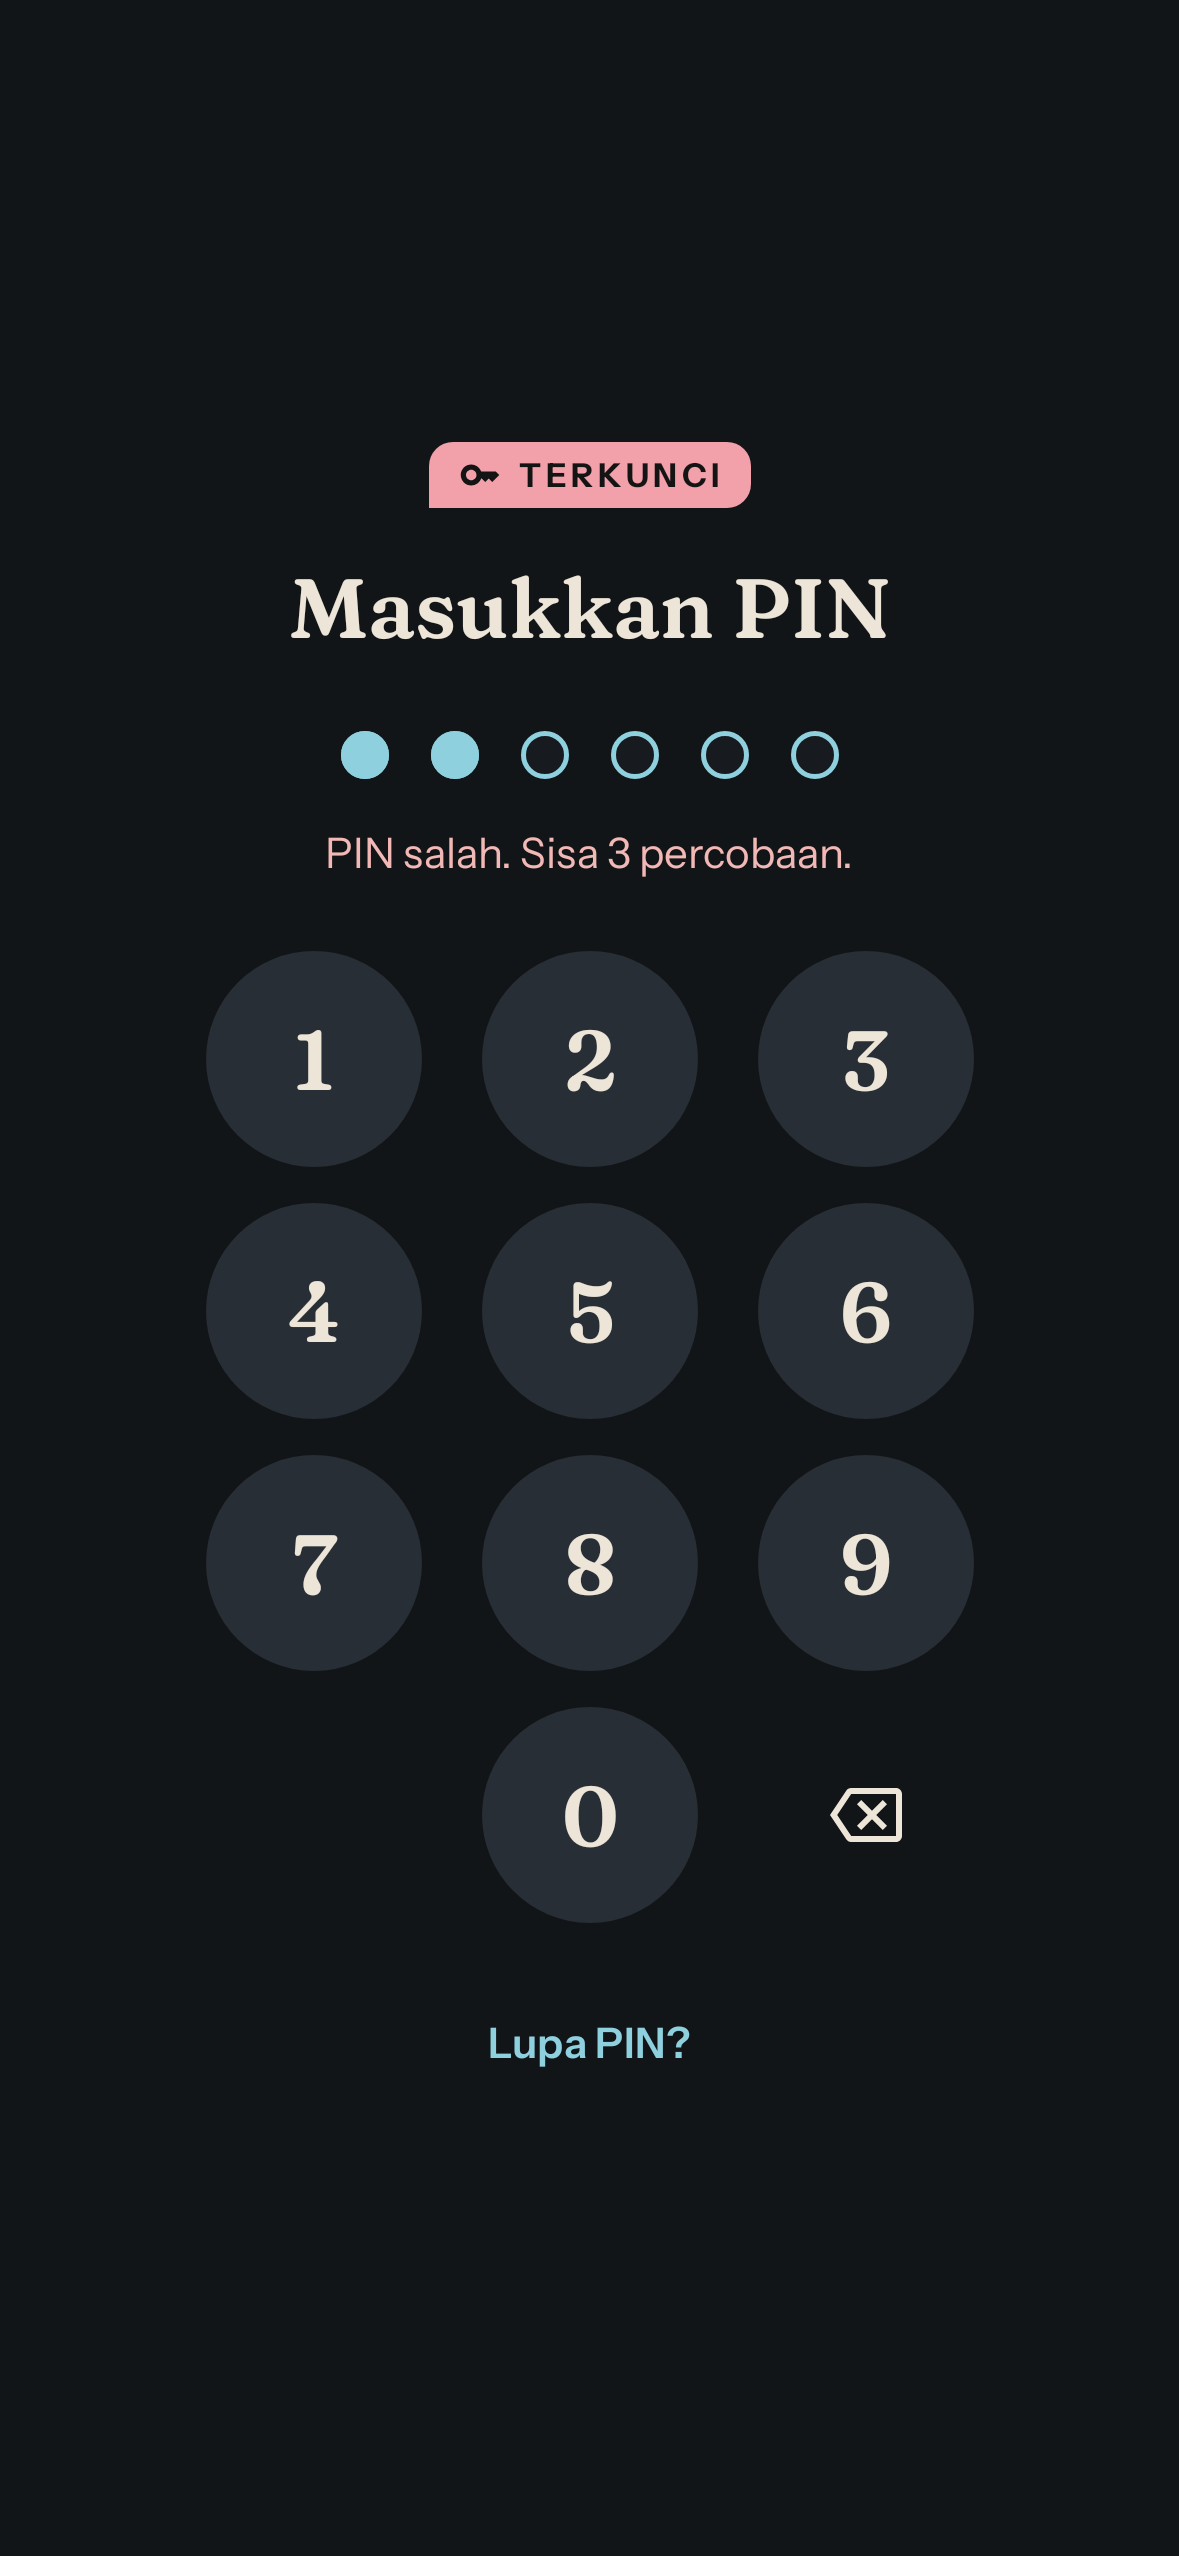 TERKUNCI
Masukkan PIN
PIN salah. Sisa 3 percobaan.
1 2 3
4 5 6
7 8 9
0
Lupa PIN?